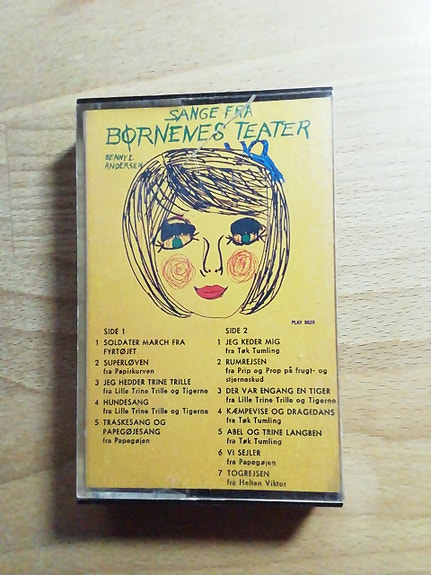 SANGE FRA
BØRNENES TEATER
BENNY E.
ANDERSEN
PLAY
SIDE 1
1 SOLDATER MARCH FRA
FYRTØJET
2 SUPERLØVEN
fra Papirkurven
3 JEG HEDDER TRINE TRILLE
fra Lille Trine Trille og Tigerne
4 HUNDESANG
fra Lille Trine Trille og Tigerne
5 TRASKESANG OG
PAPEGØJESANG
fra Papegøjen
SIDE 2
1 JEG KEDER MIG
fra Tøk Tumling
2 RUMREJSEN
fra Prip og Prop på frugt- og
stjerneskud
3 DER VAR ENGANG EN TIGER
fra Lille Trine Trille og Tigerne
4 KÆMPEVISE OG DRAGEDANS
fra Tøk Tumling
5 ABEL OG TRINE LANGBEN
fra Tøk Tumling
6 VI SEJLER
fra Papegøjen
7 TOGREJSEN
fra Helten Viktor